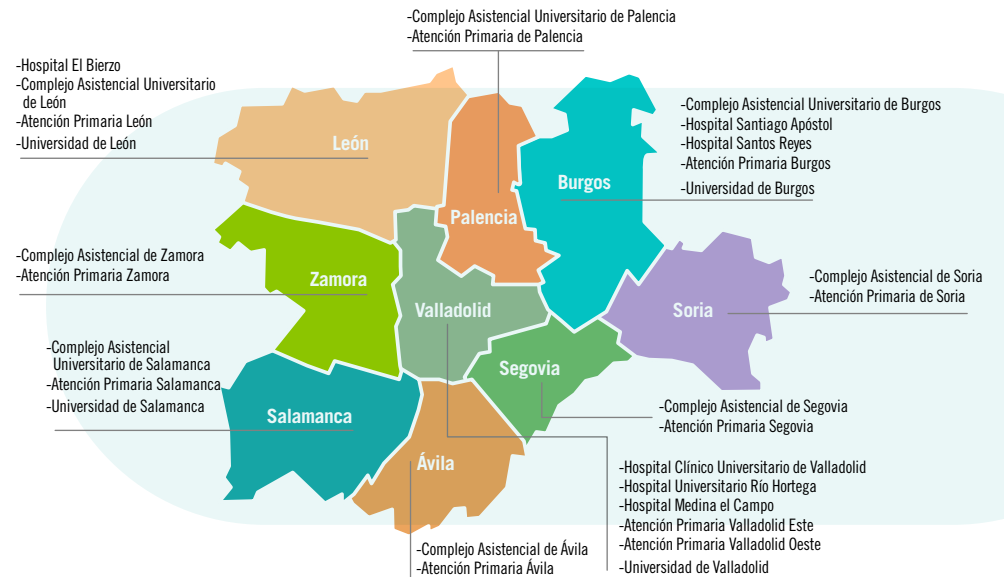 -Complejo Asistencial Universitario de Palencia
-Atención Primaria de Palencia
-Hospital El Bierzo
-Complejo Asistencial Universitario
de León
-Atención Primaria León
-Universidad de León
León
-Complejo Asistencial Universitario de Burgos
-Hospital Santiago Apóstol
-Hospital Santos Reyes
-Atención Primaria Burgos
-Universidad de Burgos
Burgos
Palencia
-Complejo Asistencial de Zamora
-Atención Primaria Zamora
Zamora
Valladolid
Soria
-Complejo Asistencial de Soria
-Atención Primaria de Soria
-Complejo Asistencial
Universitario de Salamanca
-Atención Primaria Salamanca
-Universidad de Salamanca
Salamanca
Segovia
-Complejo Asistencial de Segovia
-Atención Primaria Segovia
Ávila
-Hospital Clínico Universitario de Valladolid
-Hospital Universitario Río Hortega
-Hospital Medina el Campo
-Atención Primaria Valladolid Este
-Atención Primaria Valladolid Oeste
-Universidad de Valladolid
-Complejo Asistencial de Ávila
-Atención Primaria Ávila